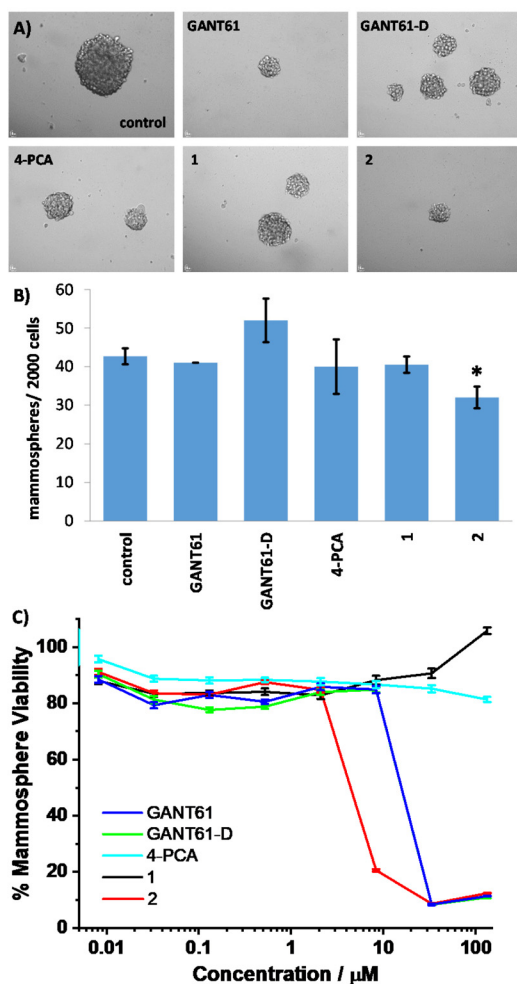 A)
control
GANT61
GANT61-D
4-PCA
1
2
B)
mammospheres/ 2000 cells
60
50
40
30
20
10
0
*
control
GANT61
GANT61-D
4-PCA
1
2
C)
% Mammosphere Viability
100
80
60
40
20
0
GANT61
GANT61-D
4-PCA
1
2
0.01
0.1
1
10
100
Concentration / µM